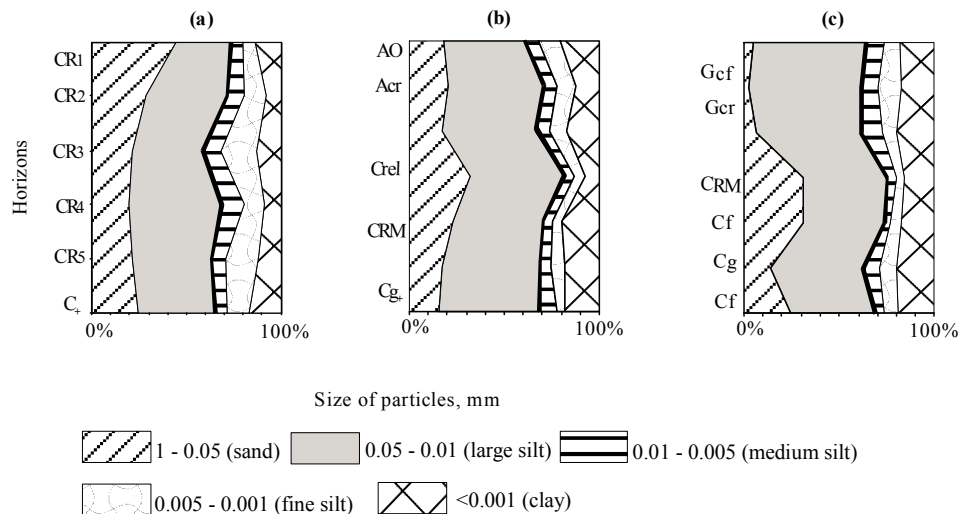 (a)
(b)
(c)
Horizons
CR1
CR2
CR3
CR4
CR5
C+
0%
100%
AO
Acr
Crel
CRM
Cg+
0%
100%
Gcf
Gcr
CRM
Cf
Cg
Cf
0%
100%
Size of particles, mm
1 - 0.05 (sand)
0.05 - 0.01 (large silt)
0.01 - 0.005 (medium silt)
0.005 - 0.001 (fine silt)
<0.001 (clay)